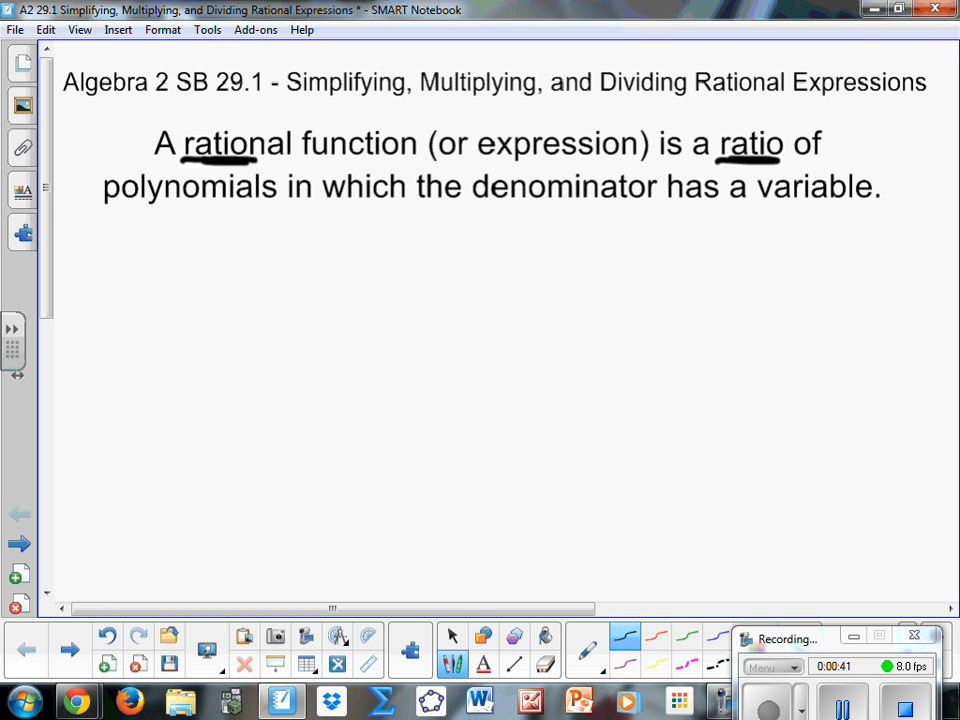 A2 29.1 Simplifying, Multiplying, and Dividing Rational Expressions * - SMART Notebook
File Edit View Insert Format Tools Add-ons Help
Algebra 2 SB 29.1 - Simplifying, Multiplying, and Dividing Rational Expressions
A rational function (or expression) is a ratio of
polynomials in which the denominator has a variable.
Recording...
Menu 0:00:41 8.0 fps